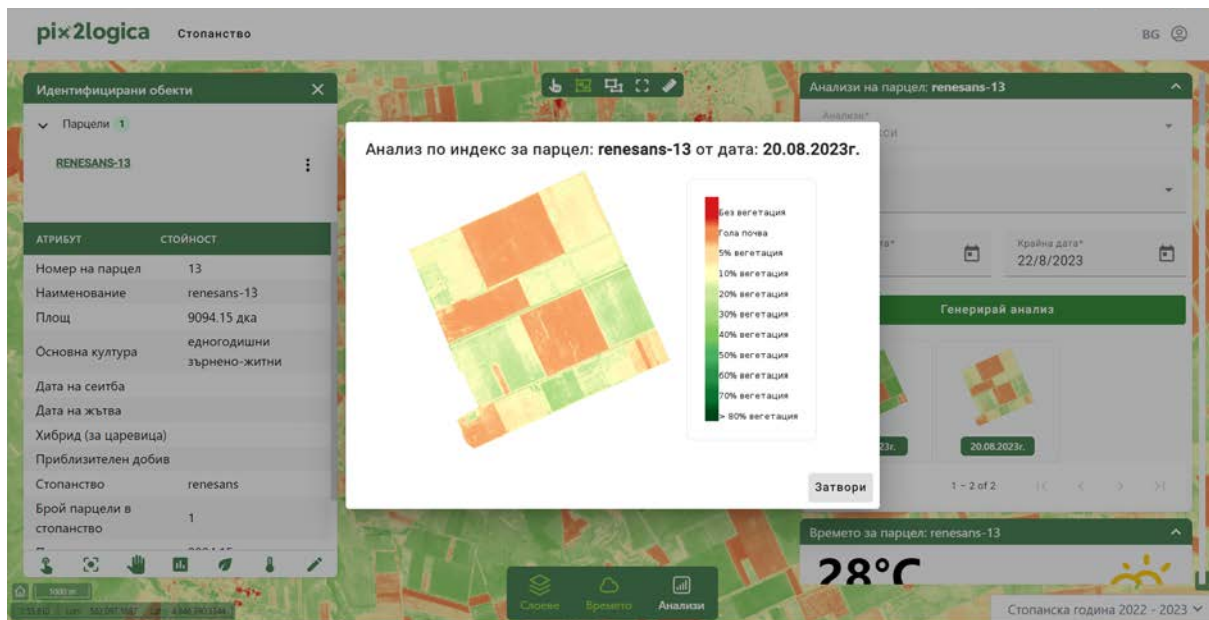 pix2logica
Стопанство
BG
Идентифицирани обекти
Парцели 1
RENESANS-13
АТРИБУТ СТОЙНОСТ
Номер на парцел 13
Наименование renesans-13
Площ 9094.15 дка
Основна култура едногодишни
зърнено-житни
Дата на сеитба
Дата на жътва
Хибрид (за царевица)
Приблизителен добив
Стопанство renesans
Брой парцели в
стопанство 1
5000 m
Анализ по индекс за парцел: renesans-13 от дата: 20.08.2023г.
Без вегетация
Гола почва
5% вегетация
10% вегетация
20% вегетация
30% вегетация
40% вегетация
50% вегетация
60% вегетация
70% вегетация
> 80% вегетация
Затвори
Слоеве
Времето
Анализи
Анализи на парцел: renesans-13
Анализи*
Крайна дата*
22/8/2023
Генерирай анализ
20.08.2023г.
1 – 2 of 2
Времето за парцел: renesans-13
28°C
Стопанска година 2022 - 2023